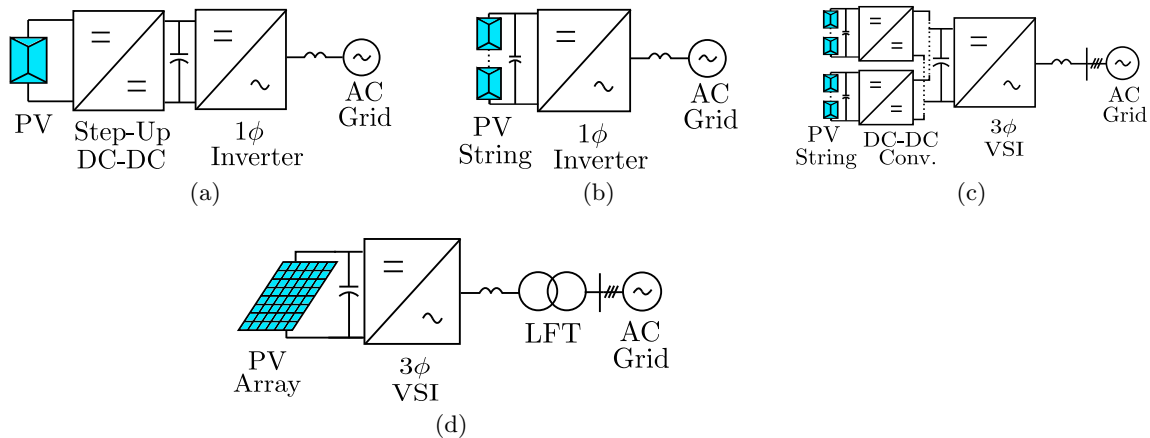 PV
Step-Up
DC-DC
1ϕ
Inverter
AC
Grid
(a)
PV
String
1ϕ
Inverter
AC
Grid
(b)
PV
String
DC-DC
Conv.
3ϕ
VSI
AC
Grid
(c)
PV
Array
3ϕ
VSI
LFT
AC
Grid
(d)